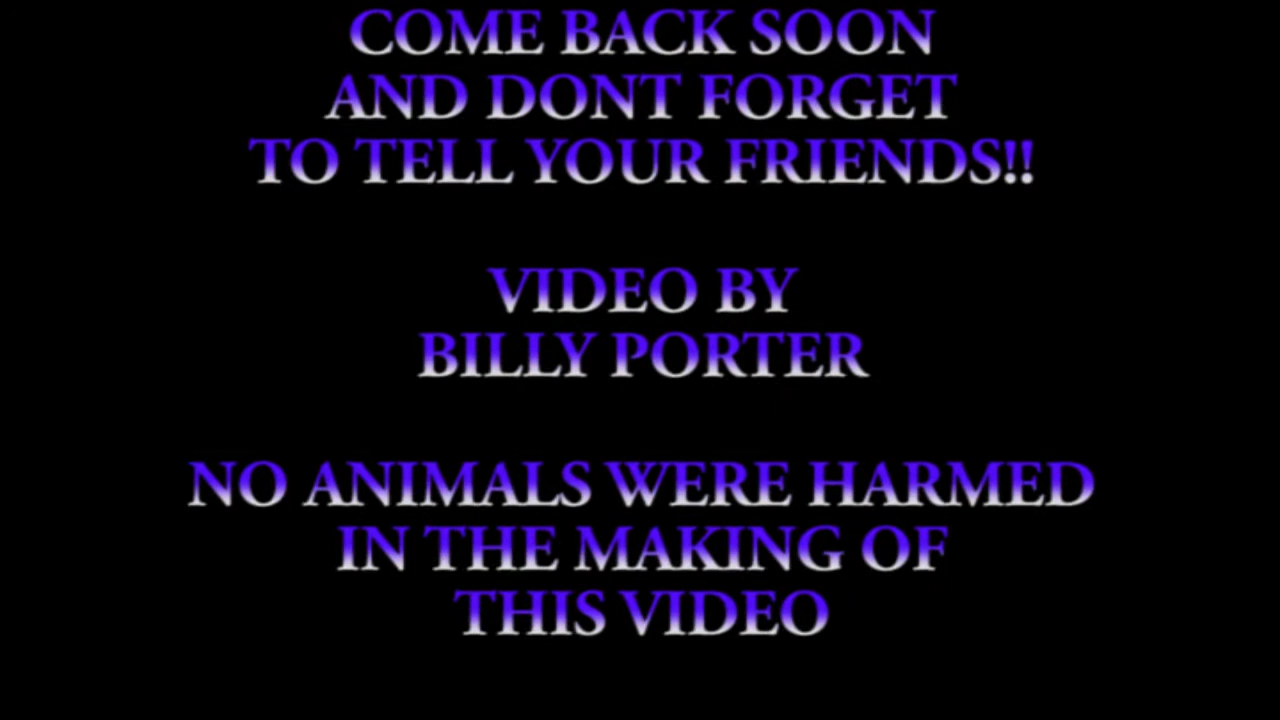 COME BACK SOON
AND DONT FORGET
TO TELL YOUR FRIENDS!!
VIDEO BY
BILLY PORTER
NO ANIMALS WERE HARMED
IN THE MAKING OF
THIS VIDEO